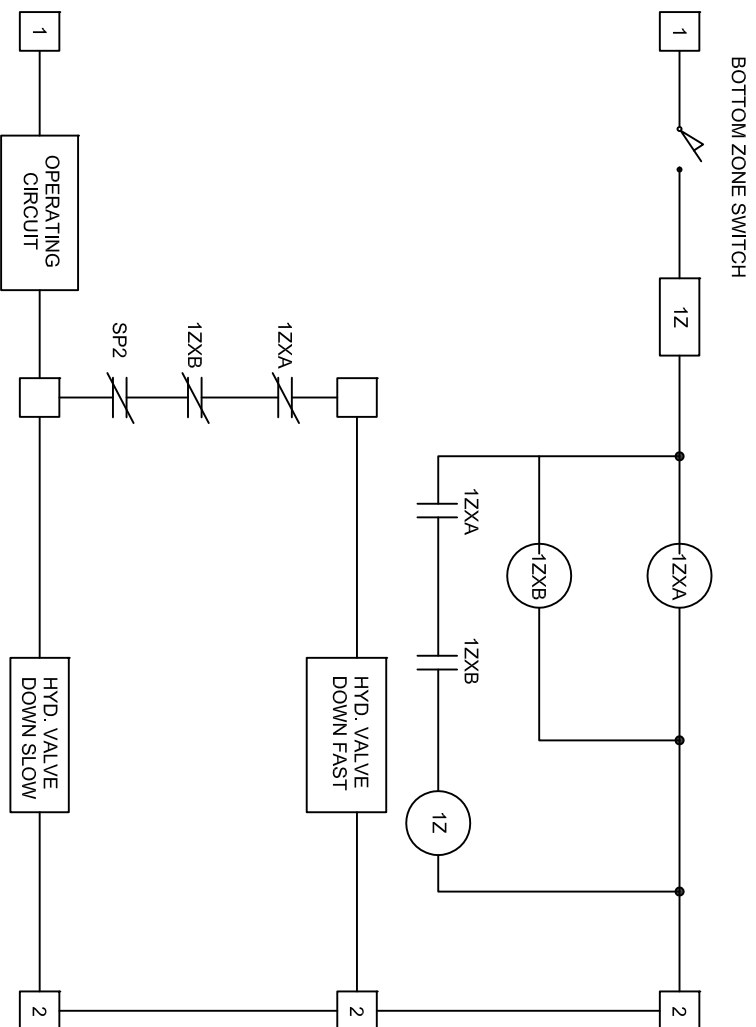 BOTTOM ZONE SWITCH
1
1Z
1ZXA
2
1ZXB
1ZXA
1ZXB
1Z
HYD. VALVE
DOWN FAST
2
1ZXA
1ZXB
SP2
1
OPERATING
CIRCUIT
HYD. VALVE
DOWN SLOW
2